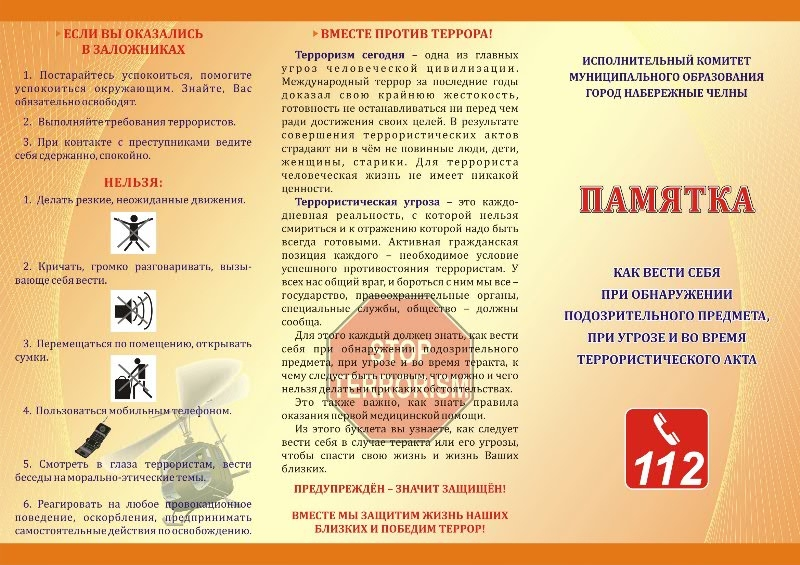 ЕСЛИ ВЫ ОКАЗАЛИСЬ
В ЗАЛОЖНИКАХ
1. Постарайтесь успокоиться, помогите
успокоиться окружающим. Знайте, Вас
обязательно освободят.
2. Выполняйте требования террористов.
3. При контакте с преступниками ведите
себя сдержанно, спокойно.
НЕЛЬЗЯ:
1. Делать резкие, неожиданные движения.
2. Кричать, громко разговаривать, вызы-
вающе себя вести.
3. Перемещаться по помещению, открывать
сумки.
4. Пользоваться мобильным телефоном.
5. Смотреть в глаза террористам, вести
беседы на морально-этические темы.
6. Реагировать на любое провокационное
поведение, оскорбления, предпринимать
самостоятельные действия по освобождению.
ВМЕСТЕ ПРОТИВ ТЕРРОРА!
Терроризм сегодня – одна из главных
угроз человеческой цивилизации.
Международный террор за последние годы
доказал свою крайнюю жестокость,
готовность не останавливаться ни перед чем
ради достижения своих целей. В результате
совершения террористических актов
страдают ни в чём не повинные люди, дети,
женщины, старики. Для террориста
человеческая жизнь не имеет никакой
ценности.
Террористическая угроза – это каждо-
дневная реальность, с которой нельзя
смириться и к отражению которой надо быть
всегда готовыми. Активная гражданская
позиция каждого – необходимое условие
успешного противостояния террористам. У
всех нас общий враг, и бороться с ним мы все –
государство, правоохранительные органы,
специальные службы, общество – должны
сообща.
Для этого каждый должен знать, как вести
себя при обнаружении подозрительного
предмета, при угрозе и во время теракта, к
чему следует быть готовым, что можно и чего
нельзя делать ни при каких обстоятельствах.
Это также важно, как знать правила
оказания первой медицинской помощи.
Из этого буклета вы узнаете, как следует
вести себя в случае теракта или его угрозы,
чтобы спасти свою жизнь и жизнь Ваших
близких.
STOP
TERRORISM
ПРЕДУПРЕЖДЁН – ЗНАЧИТ ЗАЩИЩЁН!
ВМЕСТЕ МЫ ЗАЩИТИМ ЖИЗНЬ НАШИХ
БЛИЗКИХ И ПОБЕДИМ ТЕРРОР!
ИСПОЛНИТЕЛЬНЫЙ КОМИТЕТ
МУНИЦИПАЛЬНОГО ОБРАЗОВАНИЯ
ГОРОД НАБЕРЕЖНЫЕ ЧЕЛНЫ
ПАМЯТКА
КАК ВЕСТИ СЕБЯ
ПРИ ОБНАРУЖЕНИИ
ПОДОЗРИТЕЛЬНОГО ПРЕДМЕТА,
ПРИ УГРОЗЕ И ВО ВРЕМЯ
ТЕРРОРИСТИЧЕСКОГО АКТА
112